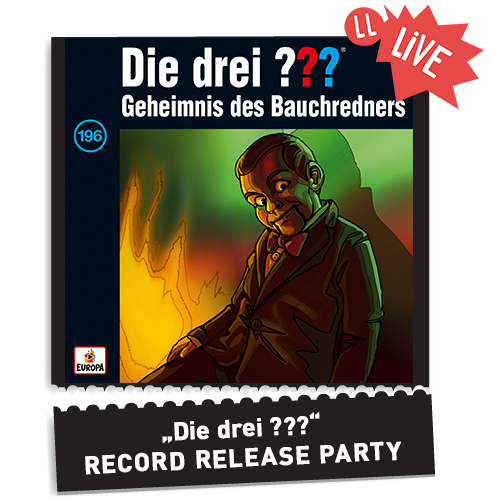 LL
LiVE
Die drei ???®
Geheimnis des Bauchredners
196
EUROPA
„Die drei ???“
RECORD RELEASE PARTY